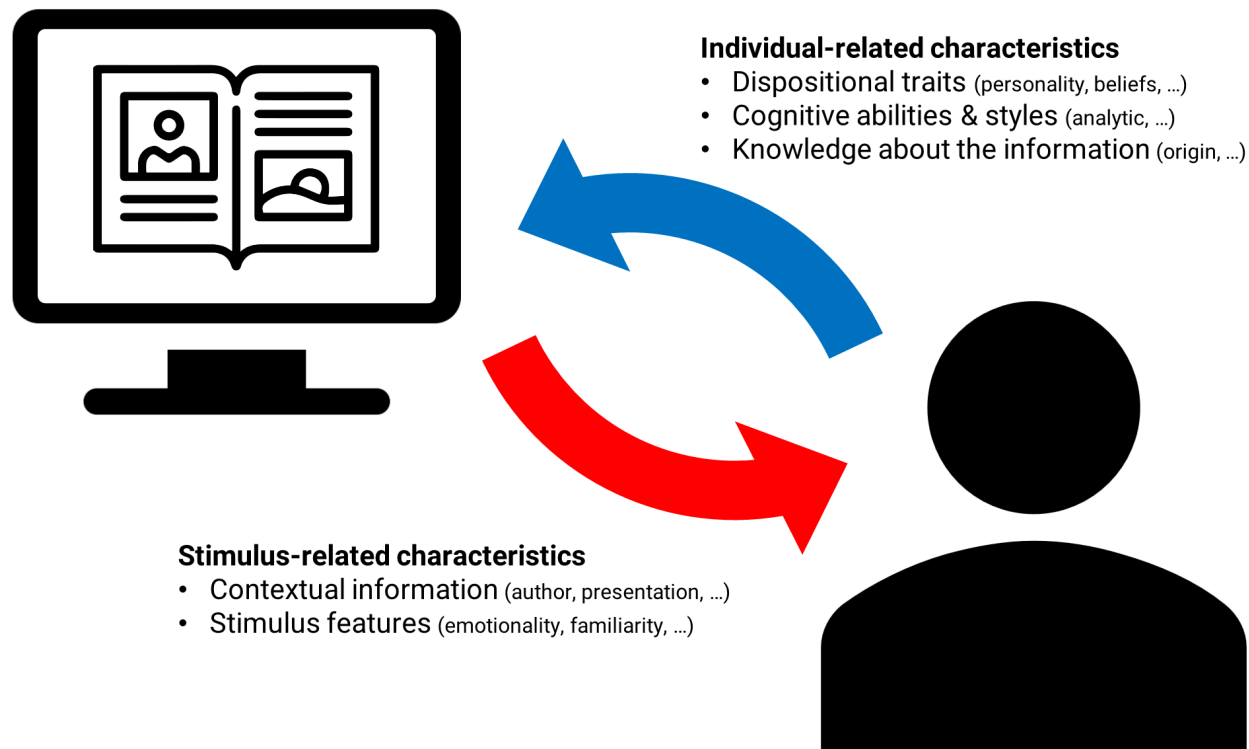 Individual-related characteristics
• Dispositional traits (personality, beliefs, …)
• Cognitive abilities & styles (analytic, …)
• Knowledge about the information (origin, …)
Stimulus-related characteristics
• Contextual information (author, presentation, …)
• Stimulus features (emotionality, familiarity, …)